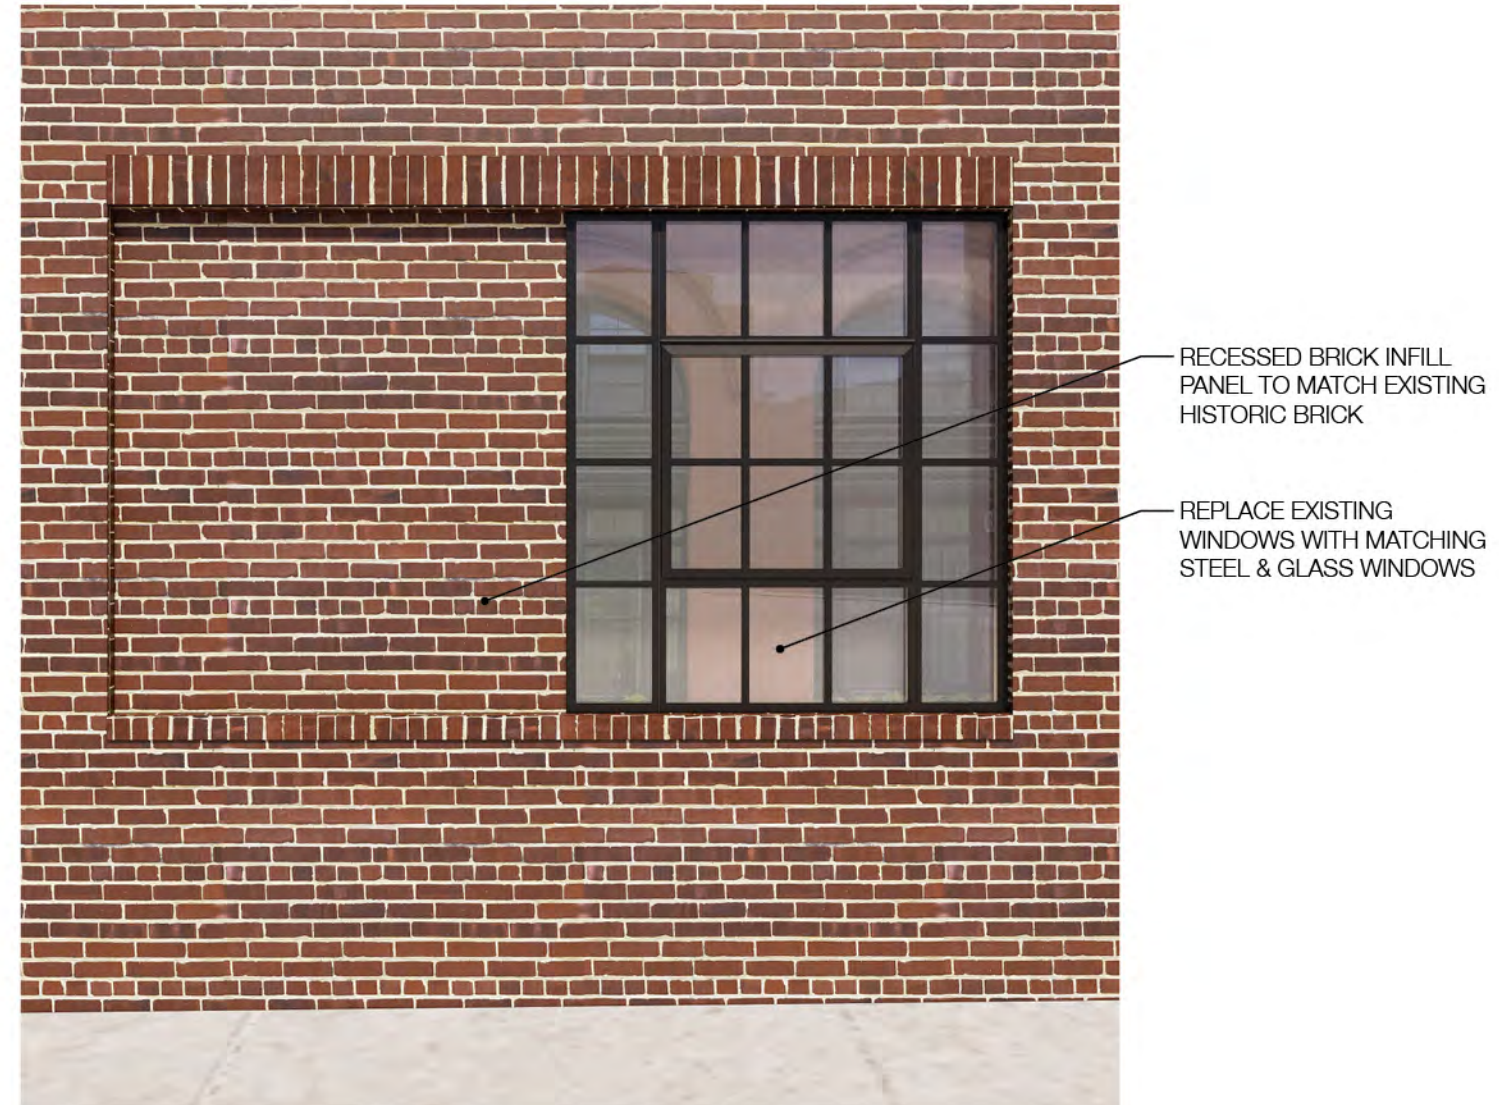 RECESSED BRICK INFILL
PANEL TO MATCH EXISTING
HISTORIC BRICK
REPLACE EXISTING
WINDOWS WITH MATCHING
STEEL & GLASS WINDOWS